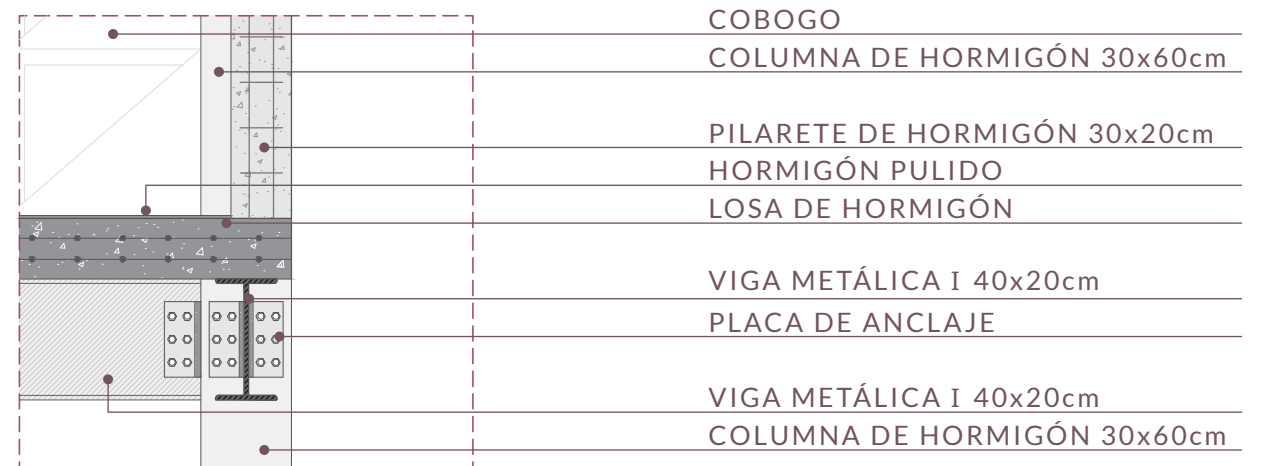 COBOGO
COLUMNA DE HORMIGÓN 30x60cm
PILARETE DE HORMIGÓN 30x20cm
HORMIGÓN PULIDO
LOSA DE HORMIGÓN
VIGA METÁLICA I 40x20cm
PLACA DE ANCLAJE
VIGA METÁLICA I 40x20cm
COLUMNA DE HORMIGÓN 30x60cm